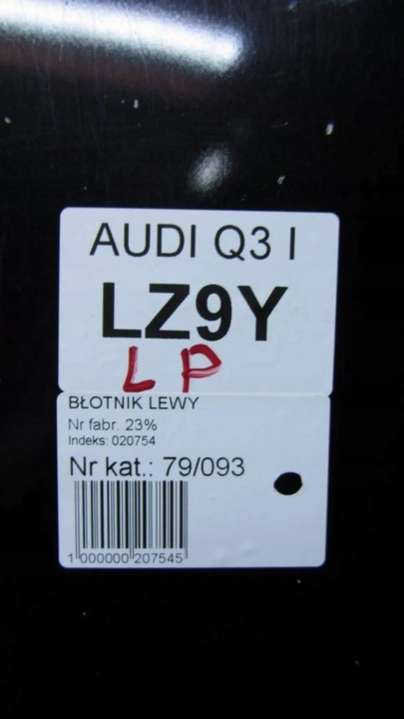 AUDI Q3 I
LZ9Y
LP
BŁOTNIK LEWY
Nr fabr. 23%
Indeks: 020754
Nr kat.: 79/093
1 000000 207545